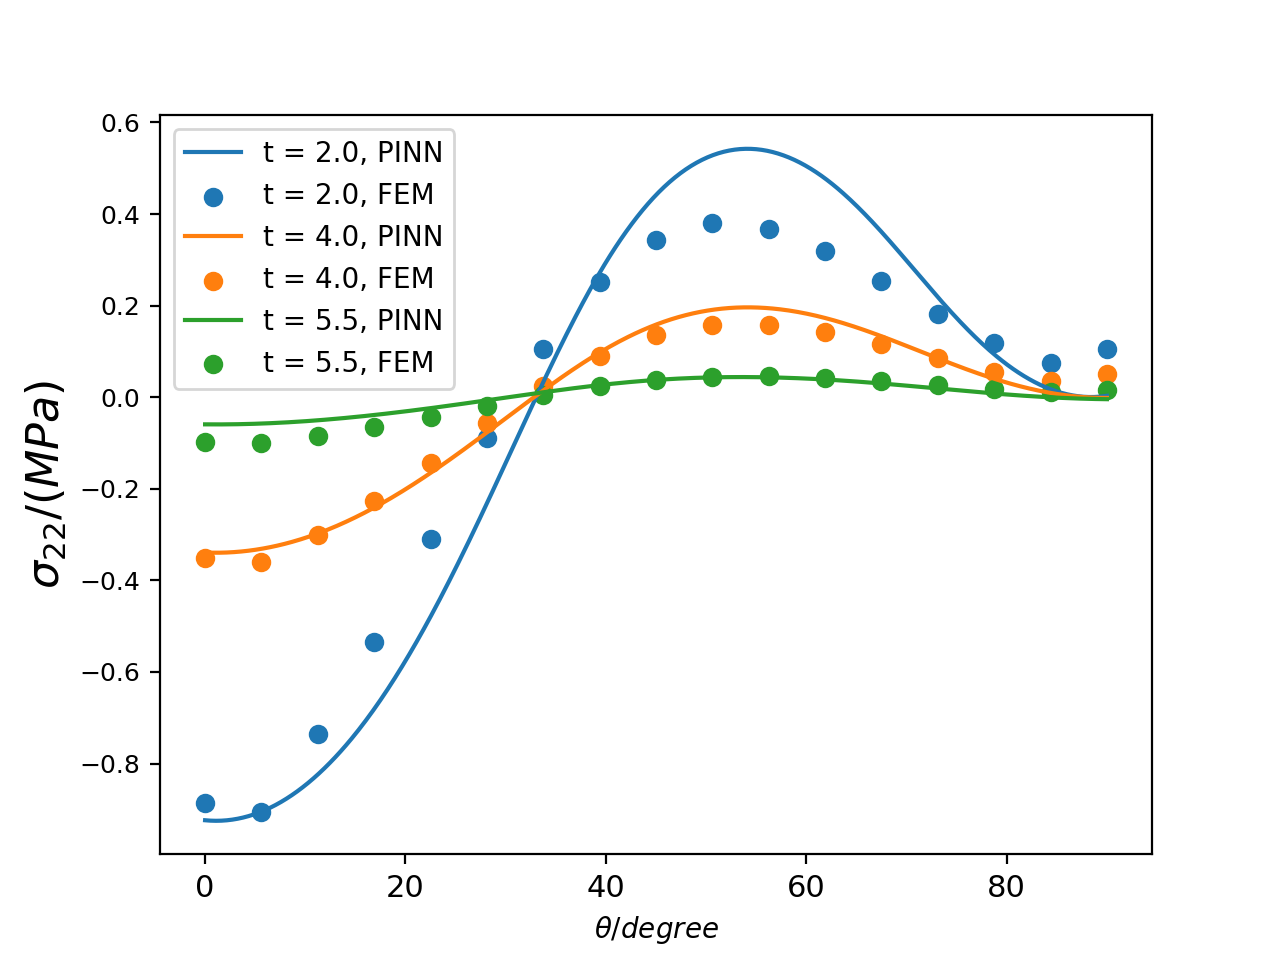 0.6
0.4
0.2
0.0
−0.2
−0.4
−0.6
−0.8
σ22/(MPa)
t = 2.0, PINN
t = 2.0, FEM
t = 4.0, PINN
t = 4.0, FEM
t = 5.5, PINN
t = 5.5, FEM
0 20 40 60 80
θ/degree